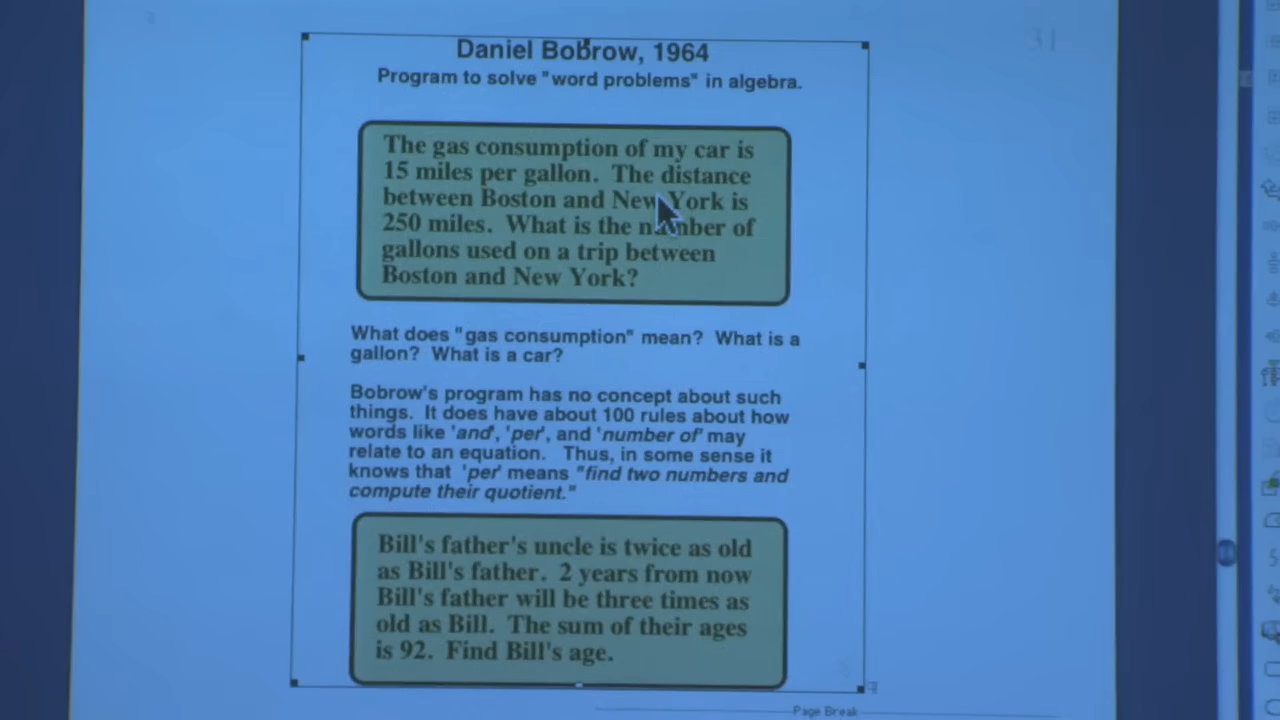 31
Daniel Bobrow, 1964
Program to solve "word problems" in algebra.
The gas consumption of my car is
15 miles per gallon. The distance
between Boston and New York is
250 miles. What is the number of
gallons used on a trip between
Boston and New York?
What does "gas consumption" mean? What is a
gallon? What is a car?
Bobrow's program has no concept about such
things. It does have about 100 rules about how
words like 'and', 'per', and 'number of' may
relate to an equation. Thus, in some sense it
knows that 'per' means "find two numbers and
compute their quotient."
Bill's father's uncle is twice as old
as Bill's father. 2 years from now
Bill's father will be three times as
old as Bill. The sum of their ages
is 92. Find Bill's age.
Page Break